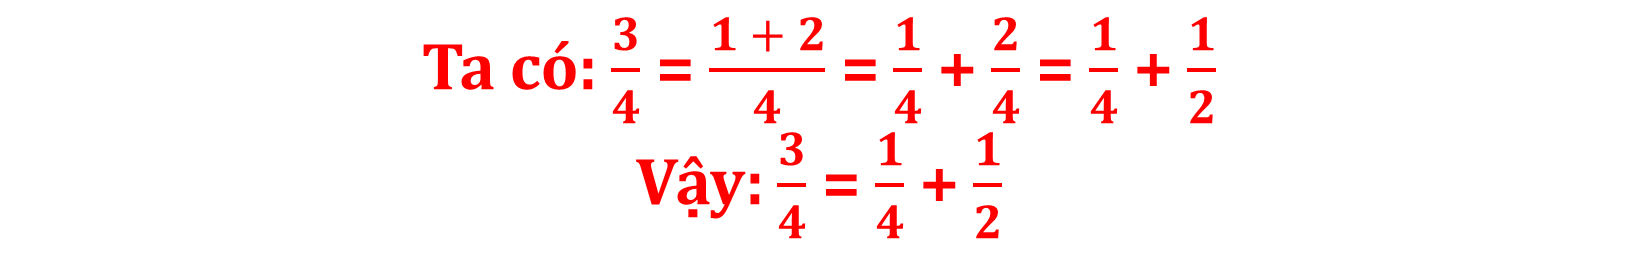 Ta có: 3/4 = (1 + 2)/4 = 1/4 + 2/4 = 1/4 + 1/2
Vậy: 3/4 = 1/4 + 1/2